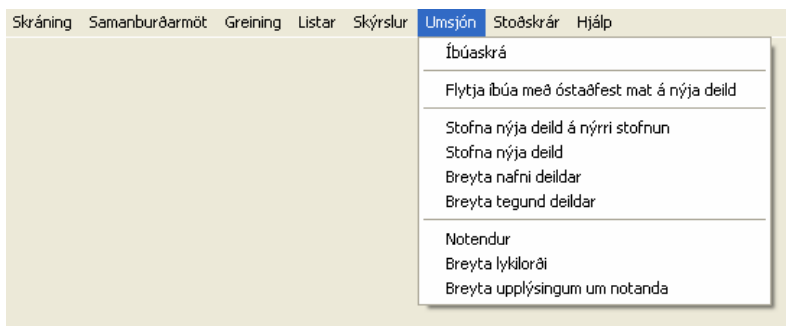 Skráning Samanburðarmöt Greining Listar Skýrslur Umsjón Stoðskrár Hjálp
Íbúaskrá
Flytja íbúa með óstaðfest mat á nýja deild
Stofna nýja deild á nýrri stofnun
Stofna nýja deild
Breyta nafni deildar
Breyta tegund deildar
Notendur
Breyta lykilorði
Breyta upplýsingum um notanda